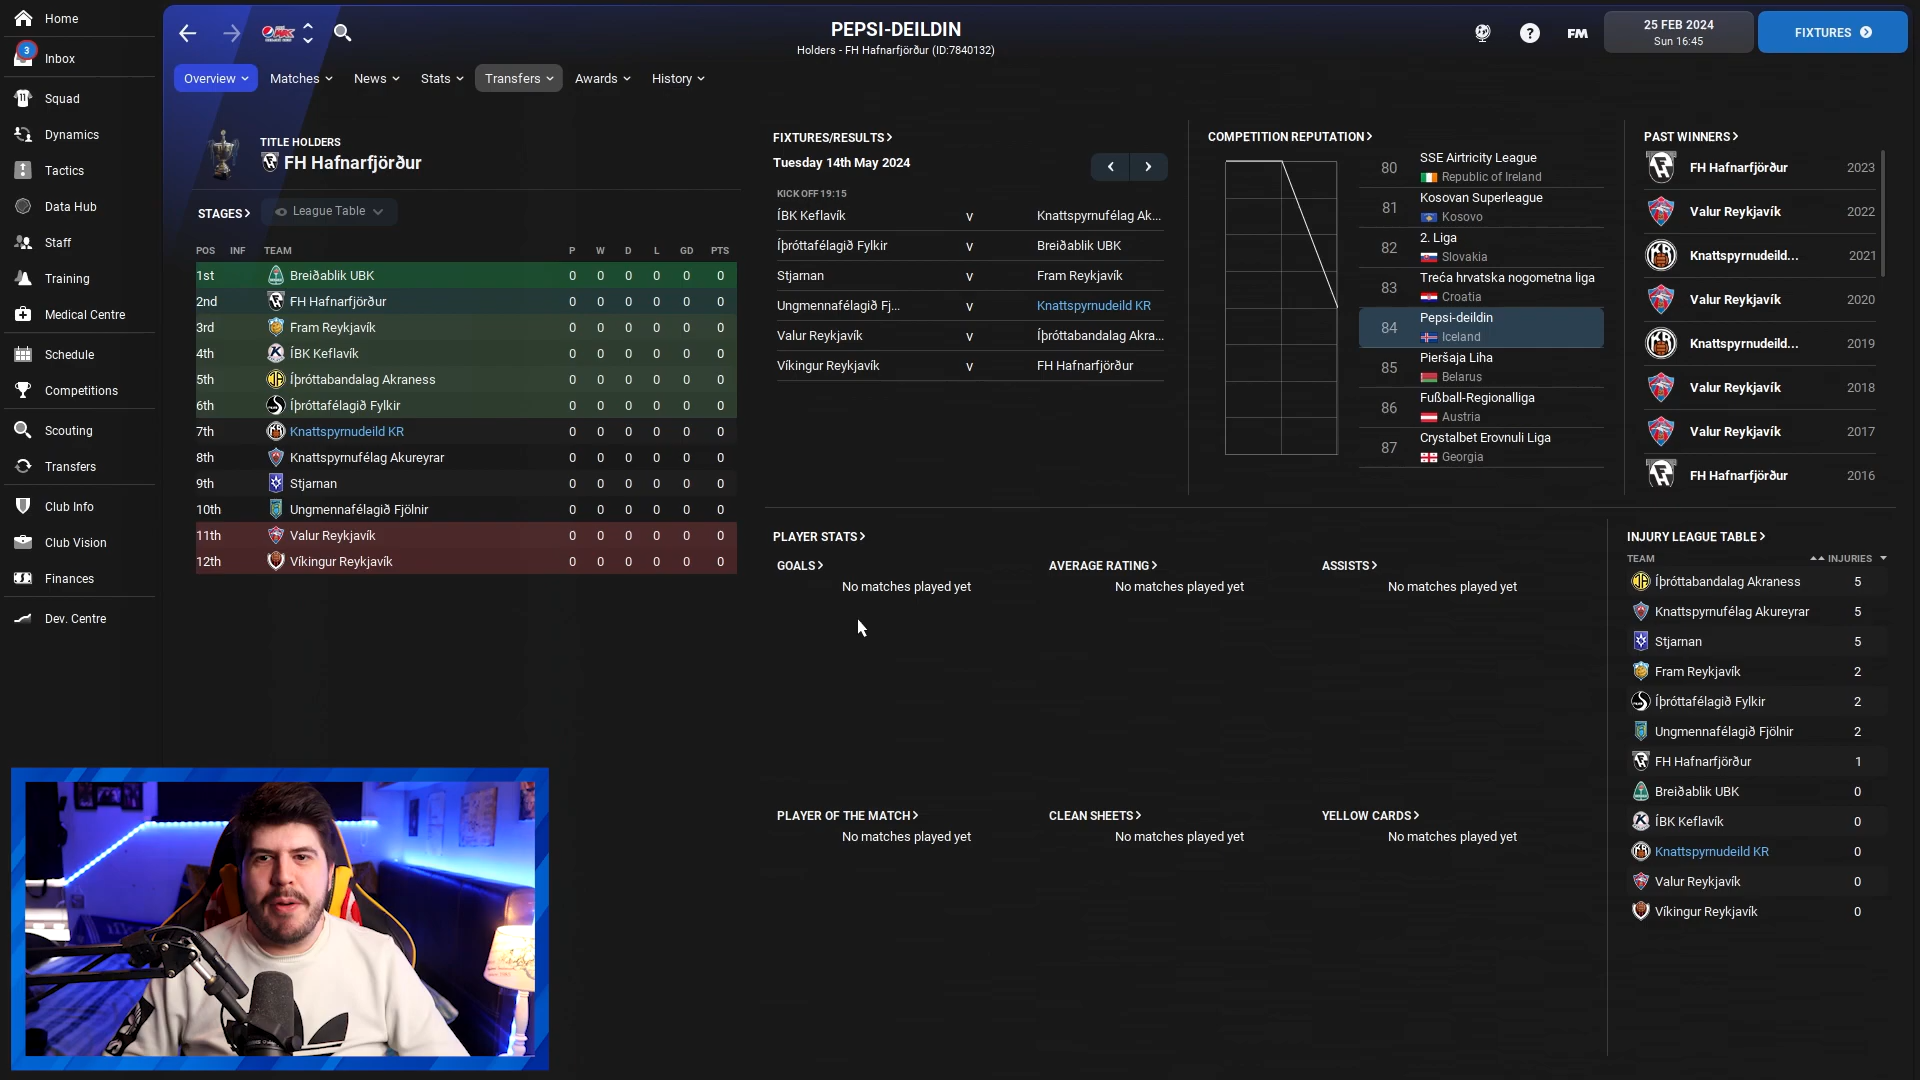 Home
3
Inbox
Squad
Dynamics
Tactics
Data Hub
Staff
Training
Medical Centre
Schedule
Competitions
Scouting
Transfers
Club Info
Club Vision
Finances
Dev. Centre
PEPSI-DEILDIN
Holders - FH Hafnarfjörður (ID:7840132)
? FM
25 FEB 2024
Sun 16:45
FIXTURES
Overview Matches News Stats Transfers Awards History
TITLE HOLDERS
FH Hafnarfjörður
STAGES League Table
POS INF TEAM P W D L GD PTS
1st Breiðablik UBK 0 0 0 0 0 0
2nd FH Hafnarfjörður 0 0 0 0 0 0
3rd Fram Reykjavík 0 0 0 0 0 0
4th ÍBK Keflavík 0 0 0 0 0 0
5th Íþróttabandalag Akraness 0 0 0 0 0 0
6th Íþróttafélagið Fylkir 0 0 0 0 0 0
7th Knattspyrnudeild KR 0 0 0 0 0 0
8th Knattspyrnufélag Akureyrar 0 0 0 0 0 0
9th Stjarnan 0 0 0 0 0 0
10th Ungmennafélagið Fjölnir 0 0 0 0 0 0
11th Valur Reykjavík 0 0 0 0 0 0
12th Víkingur Reykjavík 0 0 0 0 0 0
FIXTURES/RESULTS
Tuesday 14th May 2024
KICK OFF 19:15
ÍBK Keflavík v Knattspyrnufélag Ak...
Íþróttafélagið Fylkir v Breiðablik UBK
Stjarnan v Fram Reykjavík
Ungmennafélagið Fj... v Knattspyrnudeild KR
Valur Reykjavík v Íþróttabandalag Akra...
Víkingur Reykjavík v FH Hafnarfjörður
COMPETITION REPUTATION
80 SSE Airtricity League
Republic of Ireland
81 Kosovan Superleague
Kosovo
82 2. Liga
Slovakia
83 Treća hrvatska nogometna liga
Croatia
84 Pepsi-deildin
Iceland
85 Pieršaja Liha
Belarus
86 Fußball-Regionalliga
Austria
87 Crystalbet Erovnuli Liga
Georgia
PAST WINNERS
FH Hafnarfjörður 2023
Valur Reykjavík 2022
Knattspyrnudeild... 2021
Valur Reykjavík 2020
Knattspyrnudeild... 2019
Valur Reykjavík 2018
Valur Reykjavík 2017
FH Hafnarfjörður 2016
PLAYER STATS
GOALS
No matches played yet
AVERAGE RATING
No matches played yet
ASSISTS
No matches played yet
PLAYER OF THE MATCH
No matches played yet
CLEAN SHEETS
No matches played yet
YELLOW CARDS
No matches played yet
INJURY LEAGUE TABLE
TEAM INJURIES
Íþróttabandalag Akraness 5
Knattspyrnufélag Akureyrar 5
Stjarnan 5
Fram Reykjavík 2
Íþróttafélagið Fylkir 2
Ungmennafélagið Fjölnir 2
FH Hafnarfjörður 1
Breiðablik UBK 0
ÍBK Keflavík 0
Knattspyrnudeild KR 0
Valur Reykjavík 0
Víkingur Reykjavík 0